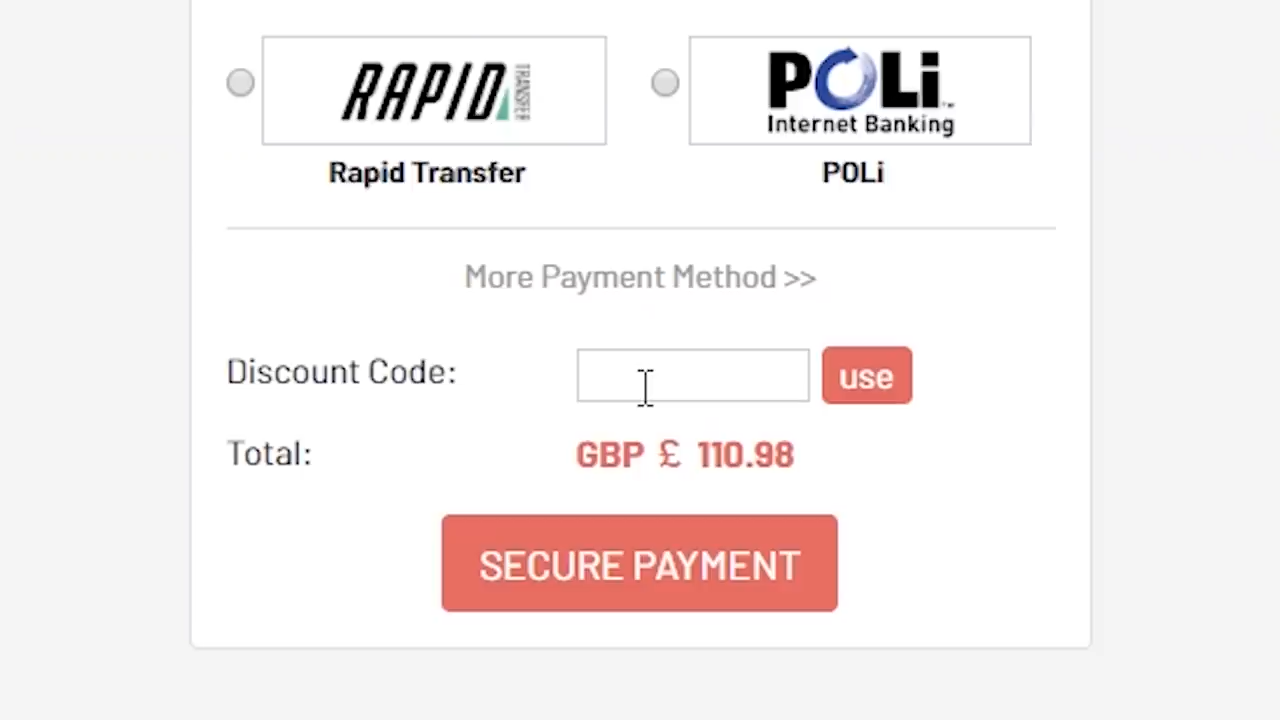 RAPID TRANSFER
POLi™
Internet Banking
Rapid Transfer
POLi
More Payment Method >>
Discount Code:
use
Total:
GBP £ 110.98
SECURE PAYMENT